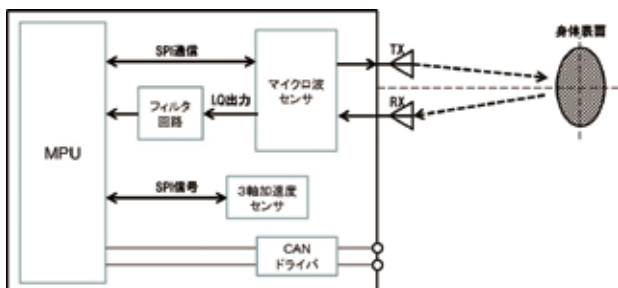 MPU
SPI通信
フィルタ
回路
I,Q出力
マイクロ波
センサ
TX
RX
身体表面
SPI信号
3軸加速度
センサ
CAN
ドライバ